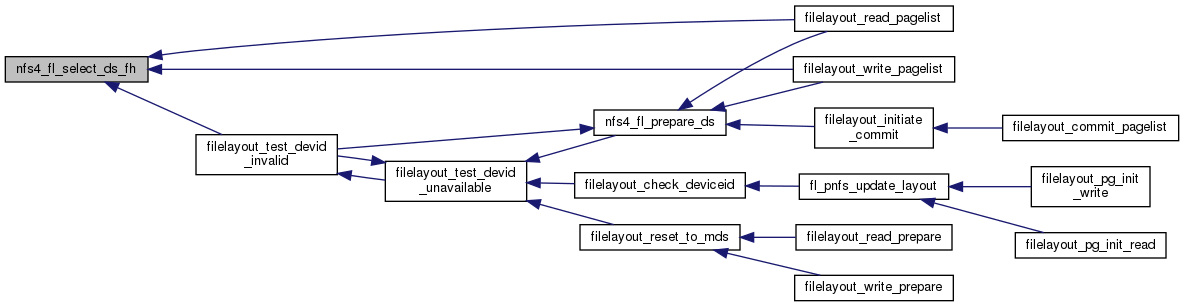 filelayout_read_pagelist
nfs4_fl_select_ds_fh
filelayout_write_pagelist
nfs4_fl_prepare_ds
filelayout_initiate
_commit
filelayout_commit_pagelist
filelayout_test_devid
_invalid
filelayout_test_devid
_unavailable
filelayout_check_deviceid
fl_pnfs_update_layout
filelayout_pg_init
_write
filelayout_reset_to_mds
filelayout_read_prepare
filelayout_pg_init_read
filelayout_write_prepare